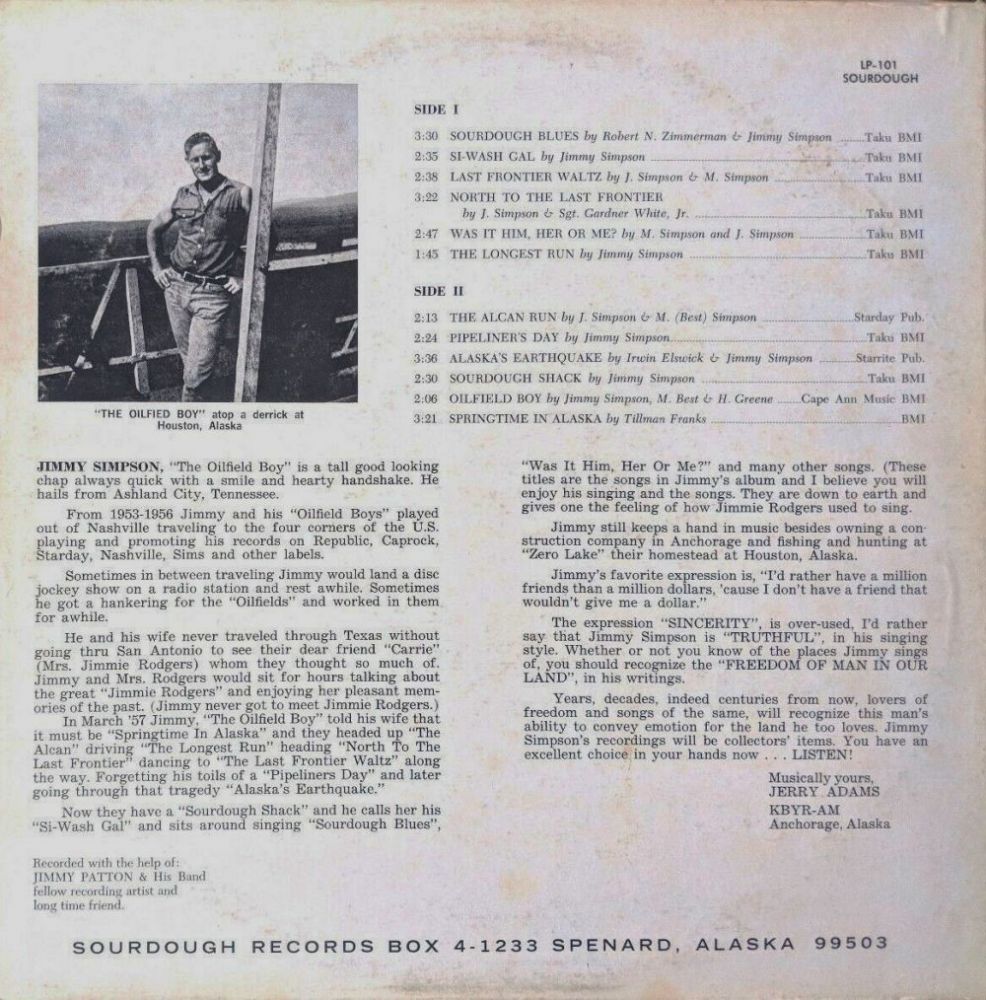 LP-101
SOURDOUGH
SIDE I
3:30 SOURDOUGH BLUES by Robert N. Zimmerman & Jimmy Simpson ......Taku BMI
2:35 SI-WASH GAL by Jimmy Simpson ......Taku BMI
2:38 LAST FRONTIER WALTZ by J. Simpson & M. Simpson ......Taku BMI
3:22 NORTH TO THE LAST FRONTIER
by J. Simpson & Sgt. Gardner White, Jr. ......Taku BMI
2:47 WAS IT HIM, HER OR ME? by M. Simpson and J. Simpson ......Taku BMI
1:45 THE LONGEST RUN by Jimmy Simpson ......Taku BMI
SIDE II
2:13 THE ALCAN RUN by J. Simpson & M. (Best) Simpson ......Starday Pub.
2:24 PIPELINER'S DAY by Jimmy Simpson......Taku BMI
3:36 ALASKA'S EARTHQUAKE by Irwin Elswick & Jimmy Simpson ......Starrite Pub.
2:30 SOURDOUGH SHACK by Jimmy Simpson ......Taku BMI
2:06 OILFIELD BOY by Jimmy Simpson, M. Best & H. Greene ......Cape Ann Music BMI
3:21 SPRINGTIME IN ALASKA by Tillman Franks ......BMI
"THE OILFIED BOY" atop a derrick at
Houston, Alaska
JIMMY SIMPSON, "The Oilfield Boy" is a tall good looking
chap always quick with a smile and hearty handshake. He
hails from Ashland City, Tennessee.
From 1953-1956 Jimmy and his "Oilfield Boys" played
out of Nashville traveling to the four corners of the U.S.
playing and promoting his records on Republic, Caprock,
Starday, Nashville, Sims and other labels.
Sometimes in between traveling Jimmy would land a disc
jockey show on a radio station and rest awhile. Sometimes
he got a hankering for the "Oilfields" and worked in them
for awhile.
He and his wife never traveled through Texas without
going thru San Antonio to see their dear friend "Carrie"
(Mrs. Jimmie Rodgers) whom they thought so much of.
Jimmy and Mrs. Rodgers would sit for hours talking about
the great "Jimmie Rodgers" and enjoying her pleasant mem-
ories of the past. (Jimmy never got to meet Jimmie Rodgers.)
In March '57 Jimmy, "The Oilfield Boy" told his wife that
it must be "Springtime In Alaska" and they headed up "The
Alcan" driving "The Longest Run" heading "North To The
Last Frontier" dancing to "The Last Frontier Waltz" along
the way. Forgetting his toils of a "Pipeliners Day" and later
going through that tragedy "Alaska's Earthquake."
Now they have a "Sourdough Shack" and he calls her his
"Si-Wash Gal" and sits around singing "Sourdough Blues",
"Was It Him, Her Or Me?" and many other songs. (These
titles are the songs in Jimmy's album and I believe you will
enjoy his singing and the songs. They are down to earth and
gives one the feeling of how Jimmie Rodgers used to sing.
Jimmy still keeps a hand in music besides owning a con-
struction company in Anchorage and fishing and hunting at
"Zero Lake" their homestead at Houston, Alaska.
Jimmy's favorite expression is, "I'd rather have a million
friends than a million dollars, 'cause I don't have a friend that
wouldn't give me a dollar."
The expression "SINCERITY", is over-used, I'd rather
say that Jimmy Simpson is "TRUTHFUL", in his singing
style. Whether or not you know of the places Jimmy sings
of, you should recognize the "FREEDOM OF MAN IN OUR
LAND", in his writings.
Years, decades, indeed centuries from now, lovers of
freedom and songs of the same, will recognize this man's
ability to convey emotion for the land he too loves. Jimmy
Simpson's recordings will be collectors' items. You have an
excellent choice in your hands now . . . LISTEN!
Musically yours,
JERRY ADAMS
KBYR-AM
Anchorage, Alaska
Recorded with the help of:
JIMMY PATTON & His Band
fellow recording artist and
long time friend.
SOURDOUGH RECORDS BOX 4-1233 SPENARD, ALASKA 99503